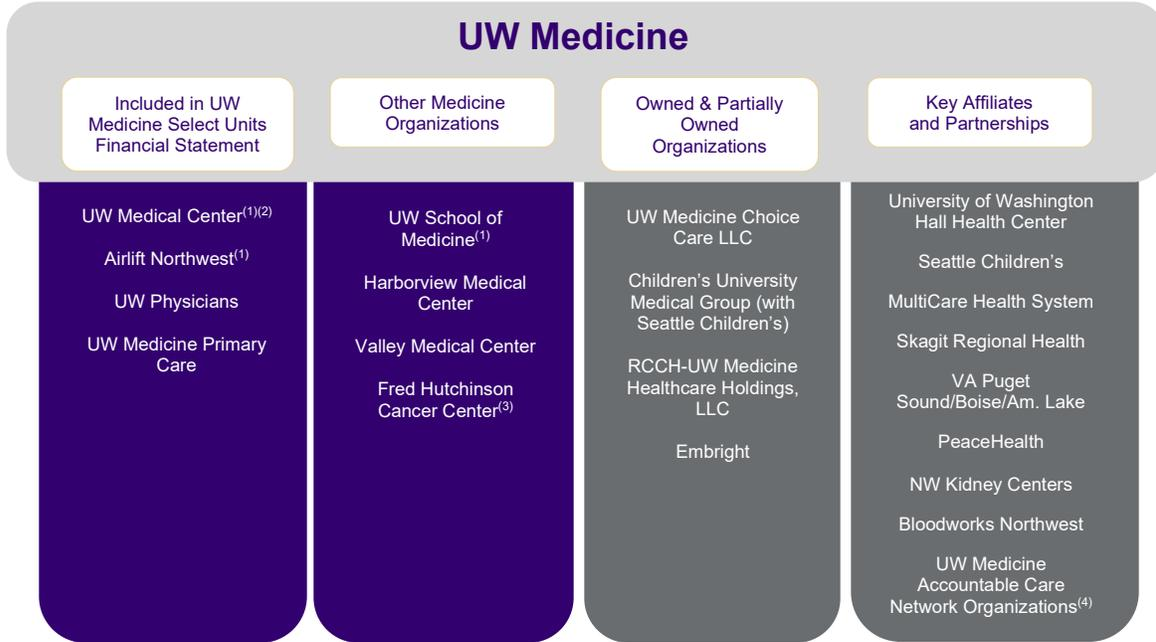 UW Medicine
Included in UW
Medicine Select Units
Financial Statement
Other Medicine
Organizations
Owned & Partially
Owned
Organizations
Key Affiliates
and Partnerships
UW Medical Center(1)(2)
Airlift Northwest(1)
UW Physicians
UW Medicine Primary
Care
UW School of
Medicine(1)
Harborview Medical
Center
Valley Medical Center
Fred Hutchinson
Cancer Center(3)
UW Medicine Choice
Care LLC
Children’s University
Medical Group (with
Seattle Children’s)
RCCH-UW Medicine
Healthcare Holdings,
LLC
Embright
University of Washington
Hall Health Center
Seattle Children’s
MultiCare Health System
Skagit Regional Health
VA Puget
Sound/Boise/Am. Lake
PeaceHealth
NW Kidney Centers
Bloodworks Northwest
UW Medicine
Accountable Care
Network Organizations(4)